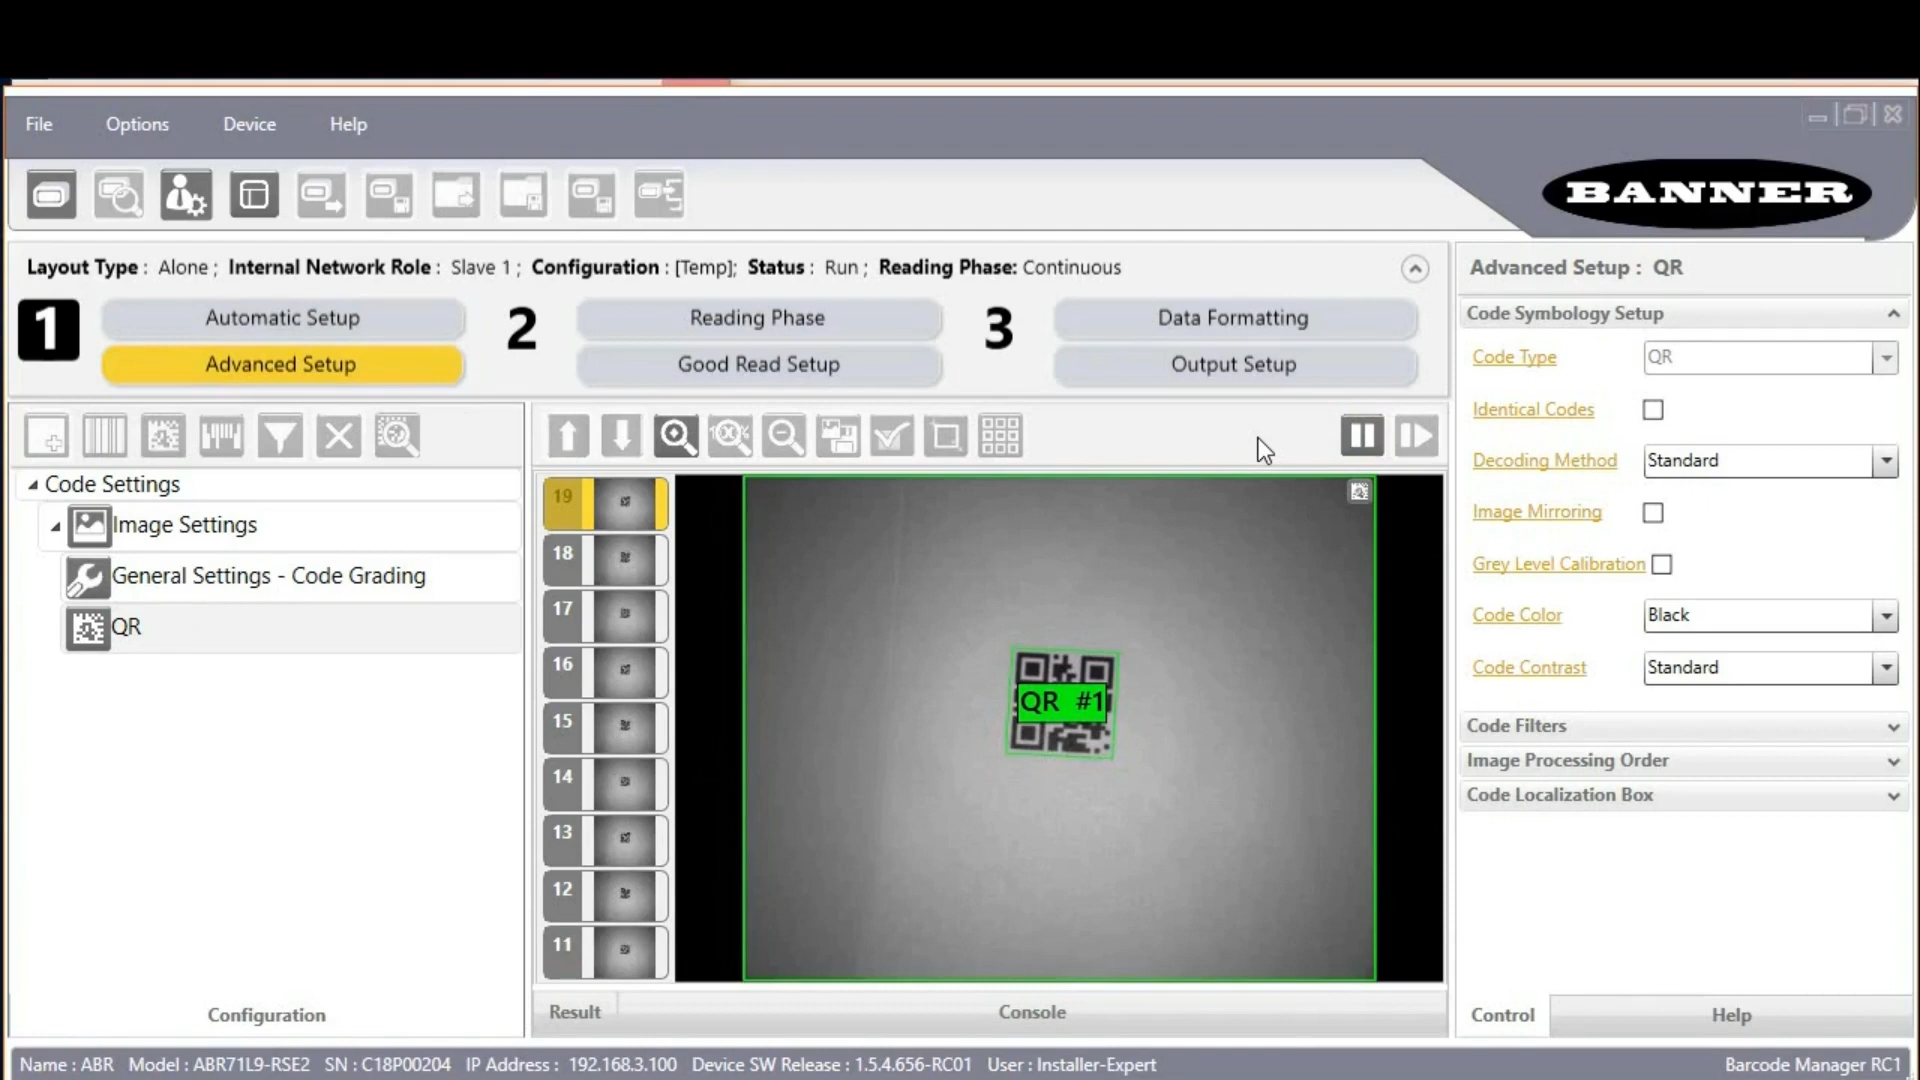 File Options Device Help
BANNER
Layout Type : Alone ; Internal Network Role : Slave 1 ; Configuration : [Temp]; Status : Run ; Reading Phase: Continuous
1 Automatic Setup
Advanced Setup
2 Reading Phase
Good Read Setup
3 Data Formatting
Output Setup
Code Settings
Image Settings
General Settings - Code Grading
QR
Configuration
19
18
17
16
15
14
13
12
11
QR #1
Result Console
Advanced Setup : QR
Code Symbology Setup
Code Type QR
Identical Codes
Decoding Method Standard
Image Mirroring
Grey Level Calibration
Code Color Black
Code Contrast Standard
Code Filters
Image Processing Order
Code Localization Box
Control Help
Name : ABR Model : ABR71L9-RSE2 SN : C18P00204 IP Address : 192.168.3.100 Device SW Release : 1.5.4.656-RC01 User : Installer-Expert Barcode Manager RC1